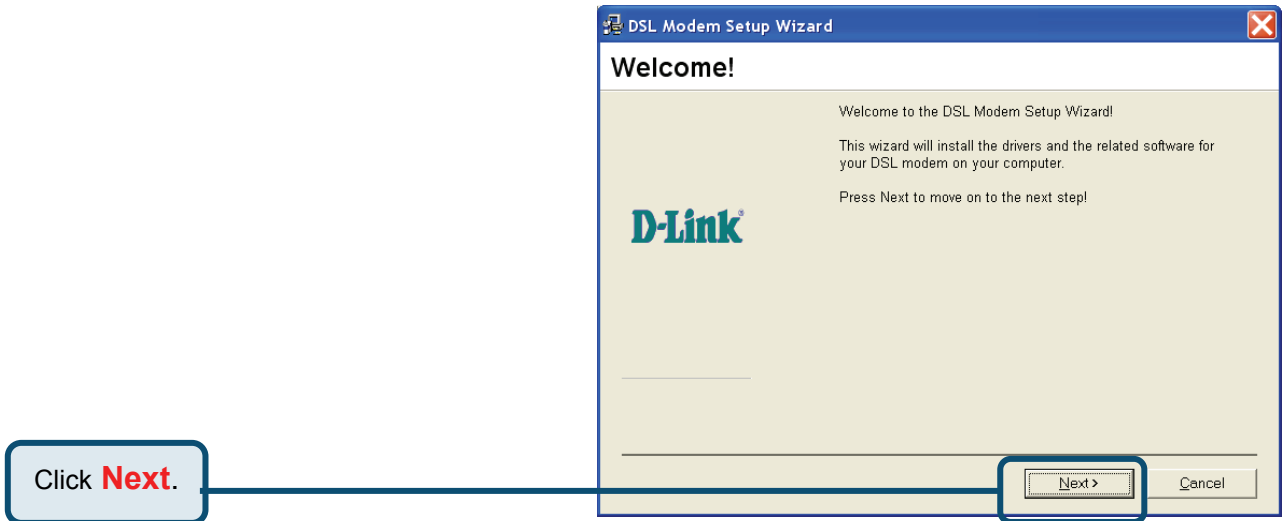 DSL Modem Setup Wizard
Welcome!
Welcome to the DSL Modem Setup Wizard!
This wizard will install the drivers and the related software for
your DSL modem on your computer.
Press Next to move on to the next step!
D-Link®
Click Next.
Next >
Cancel